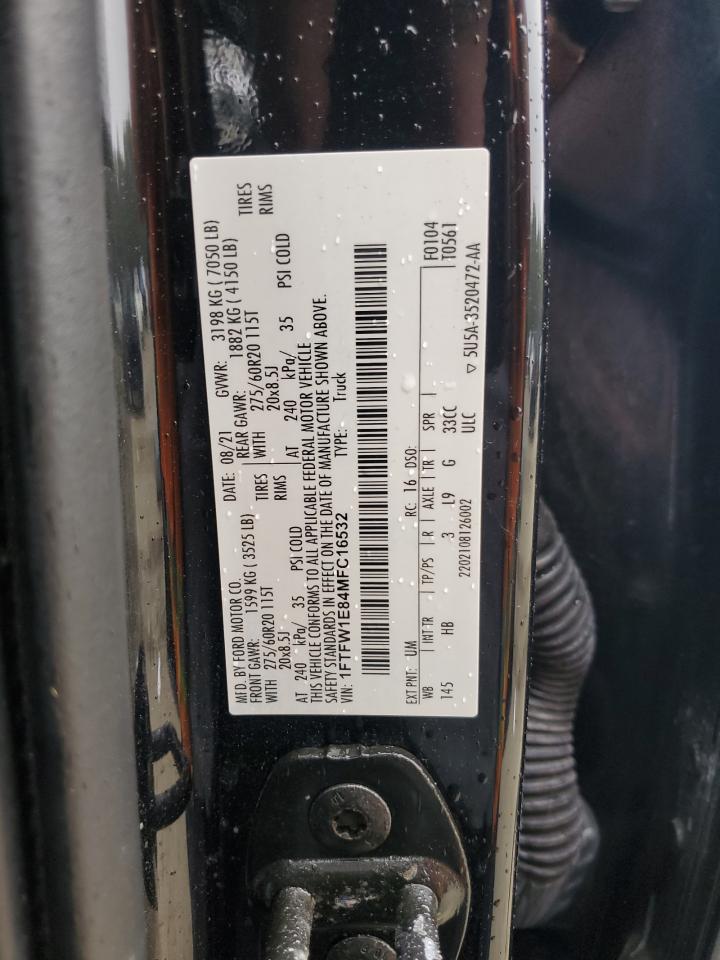 MFD. BY FORD MOTOR CO. DATE: 08/21 GVWR: 3198 KG ( 7050 LB)
FRONT GAWR: 1599 KG ( 3525 LB) REAR GAWR: 1882 KG ( 4150 LB)
WITH 275/60R20 115T TIRES WITH 275/60R20 115T TIRES
20x8.5J RIMS 20x8.5J RIMS
AT 240 kPa/ 35 PSI COLD AT 240 kPa/ 35 PSI COLD
THIS VEHICLE CONFORMS TO ALL APPLICABLE FEDERAL MOTOR VEHICLE
SAFETY STANDARDS IN EFFECT ON THE DATE OF MANUFACTURE SHOWN ABOVE.
VIN: 1FTFW1E84MFC16532 TYPE: Truck
EXT PNT: UM RC: 16 DSO: F0104
WB INT TR TP/PS R AXLE TR SPR T0561
145 HB 3 L9 G 33CC
ULC
2202108126002 ▽ 5U5A-3520472-AA